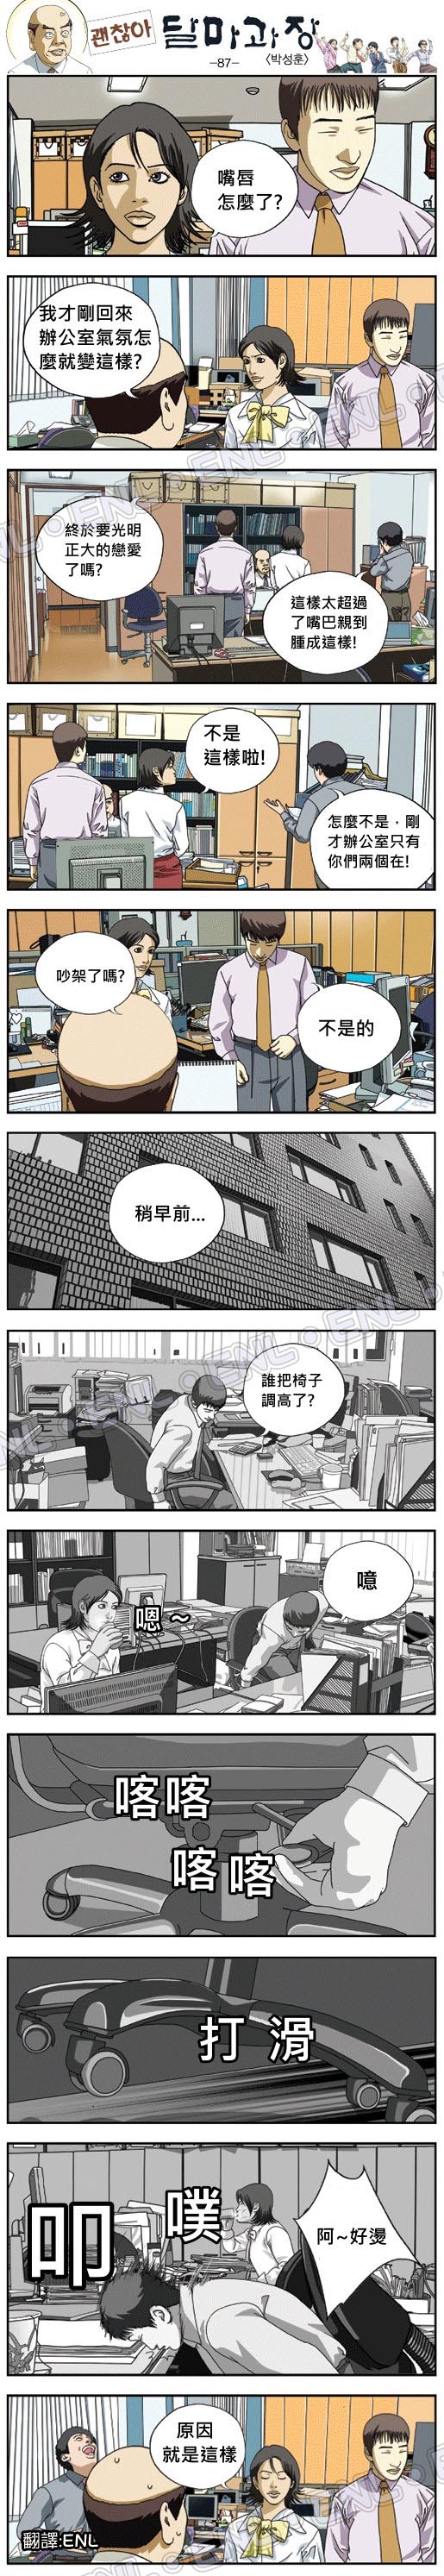 괜찮아 달마과장
-87- <박성훈>
嘴唇
怎麼了?
我才剛回來
辦公室氣氛怎
麼就變這樣?
終於要光明
正大的戀愛
了嗎?
這樣太超過
了嘴巴親到
腫成這樣!
不是
這樣啦!
怎麼不是，剛
才辦公室只有
你們兩個在!
吵架了嗎?
不是的
稍早前...
誰把椅子
調高了?
嗯~
噫
喀喀
喀喀
打滑
叩
噗
阿~好燙
原因
就是這樣
翻譯:ENL